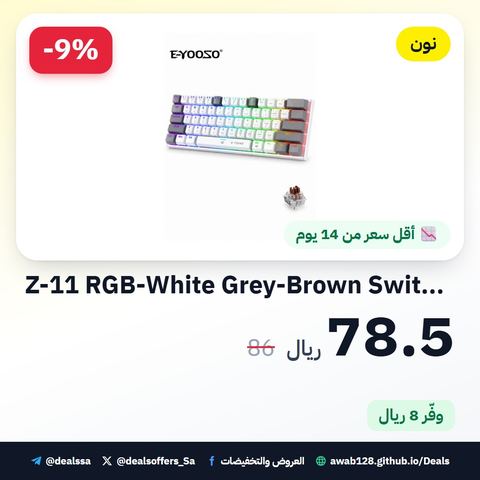 -9%
E-YOOSO®
نون
أقل سعر من 14 يوم
Z-11 RGB-White Grey-Brown Swit...
78.5 ريال 86
وفّر 8 ريال
@dealssa @dealsoffers_Sa العروض والتخفيضات awab128.github.io/Deals